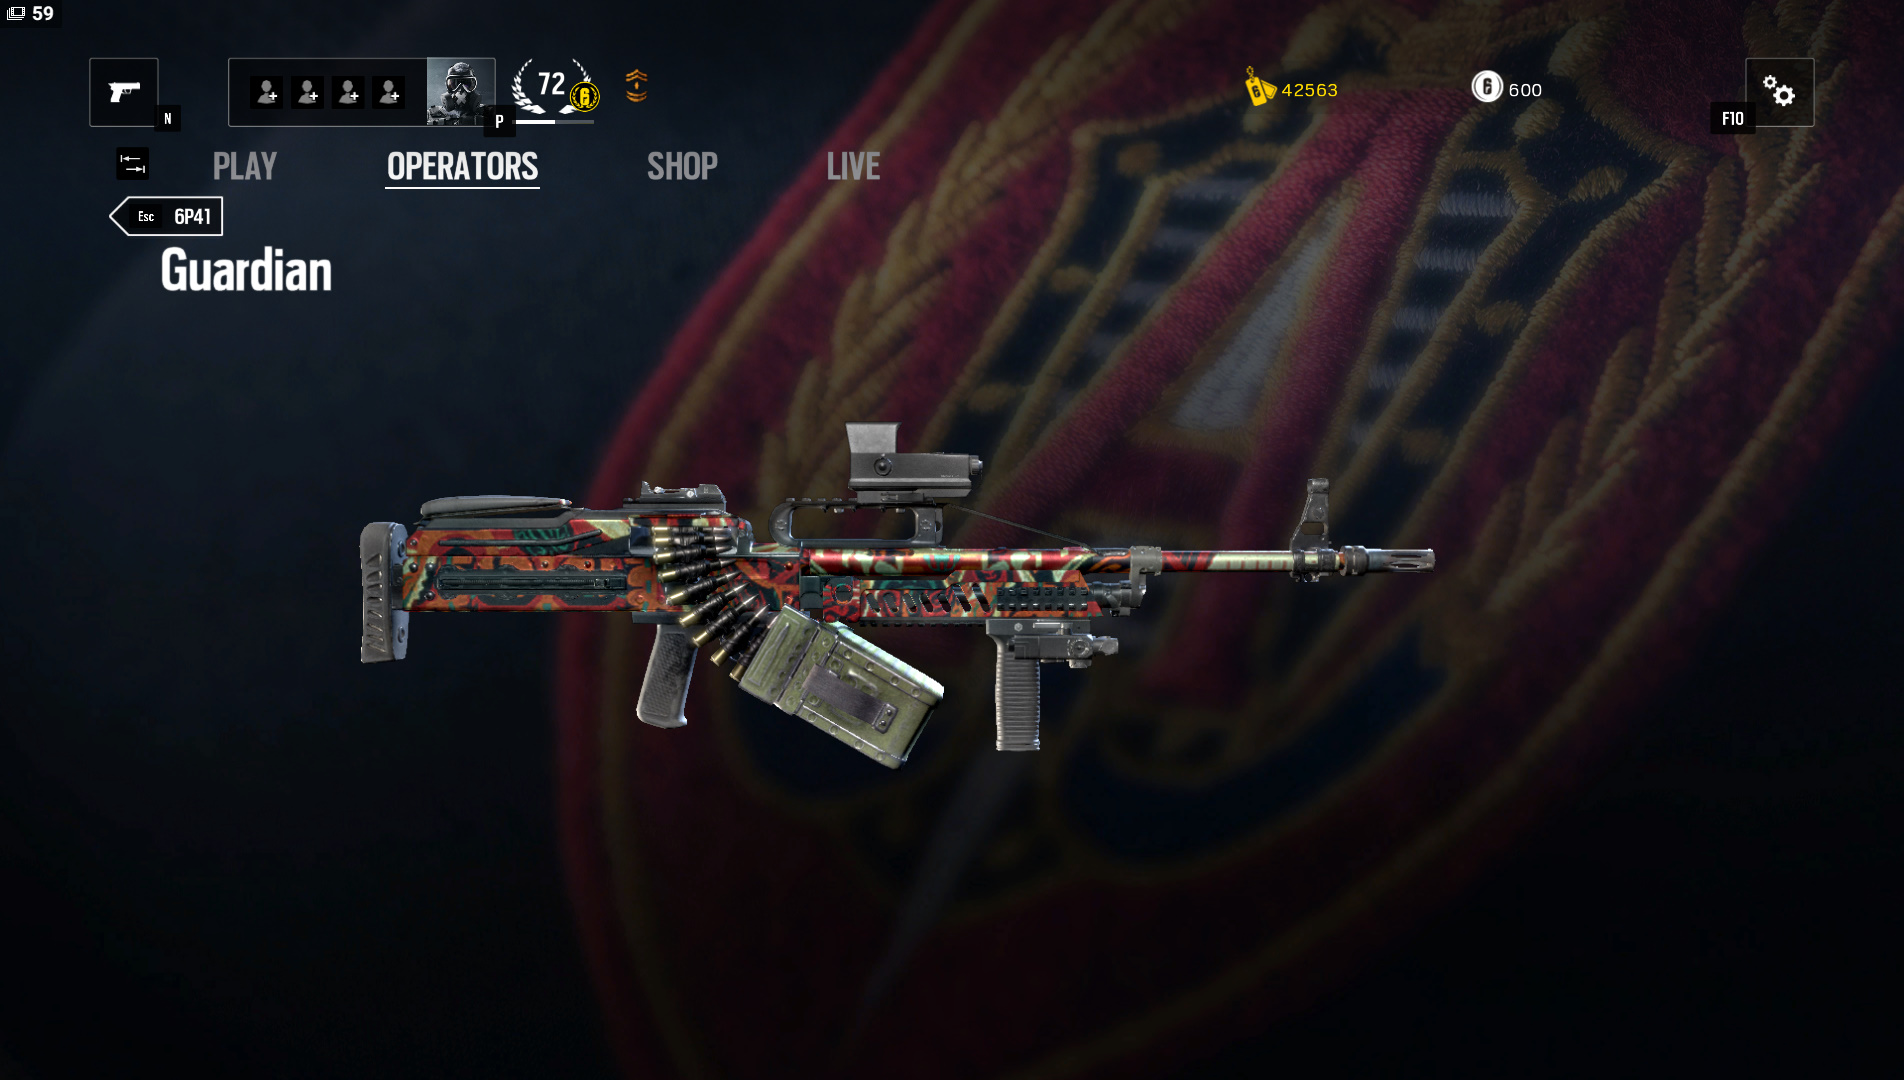 59
N
P
72
42563
600
F10
PLAY
OPERATORS
SHOP
LIVE
Esc 6P41
Guardian